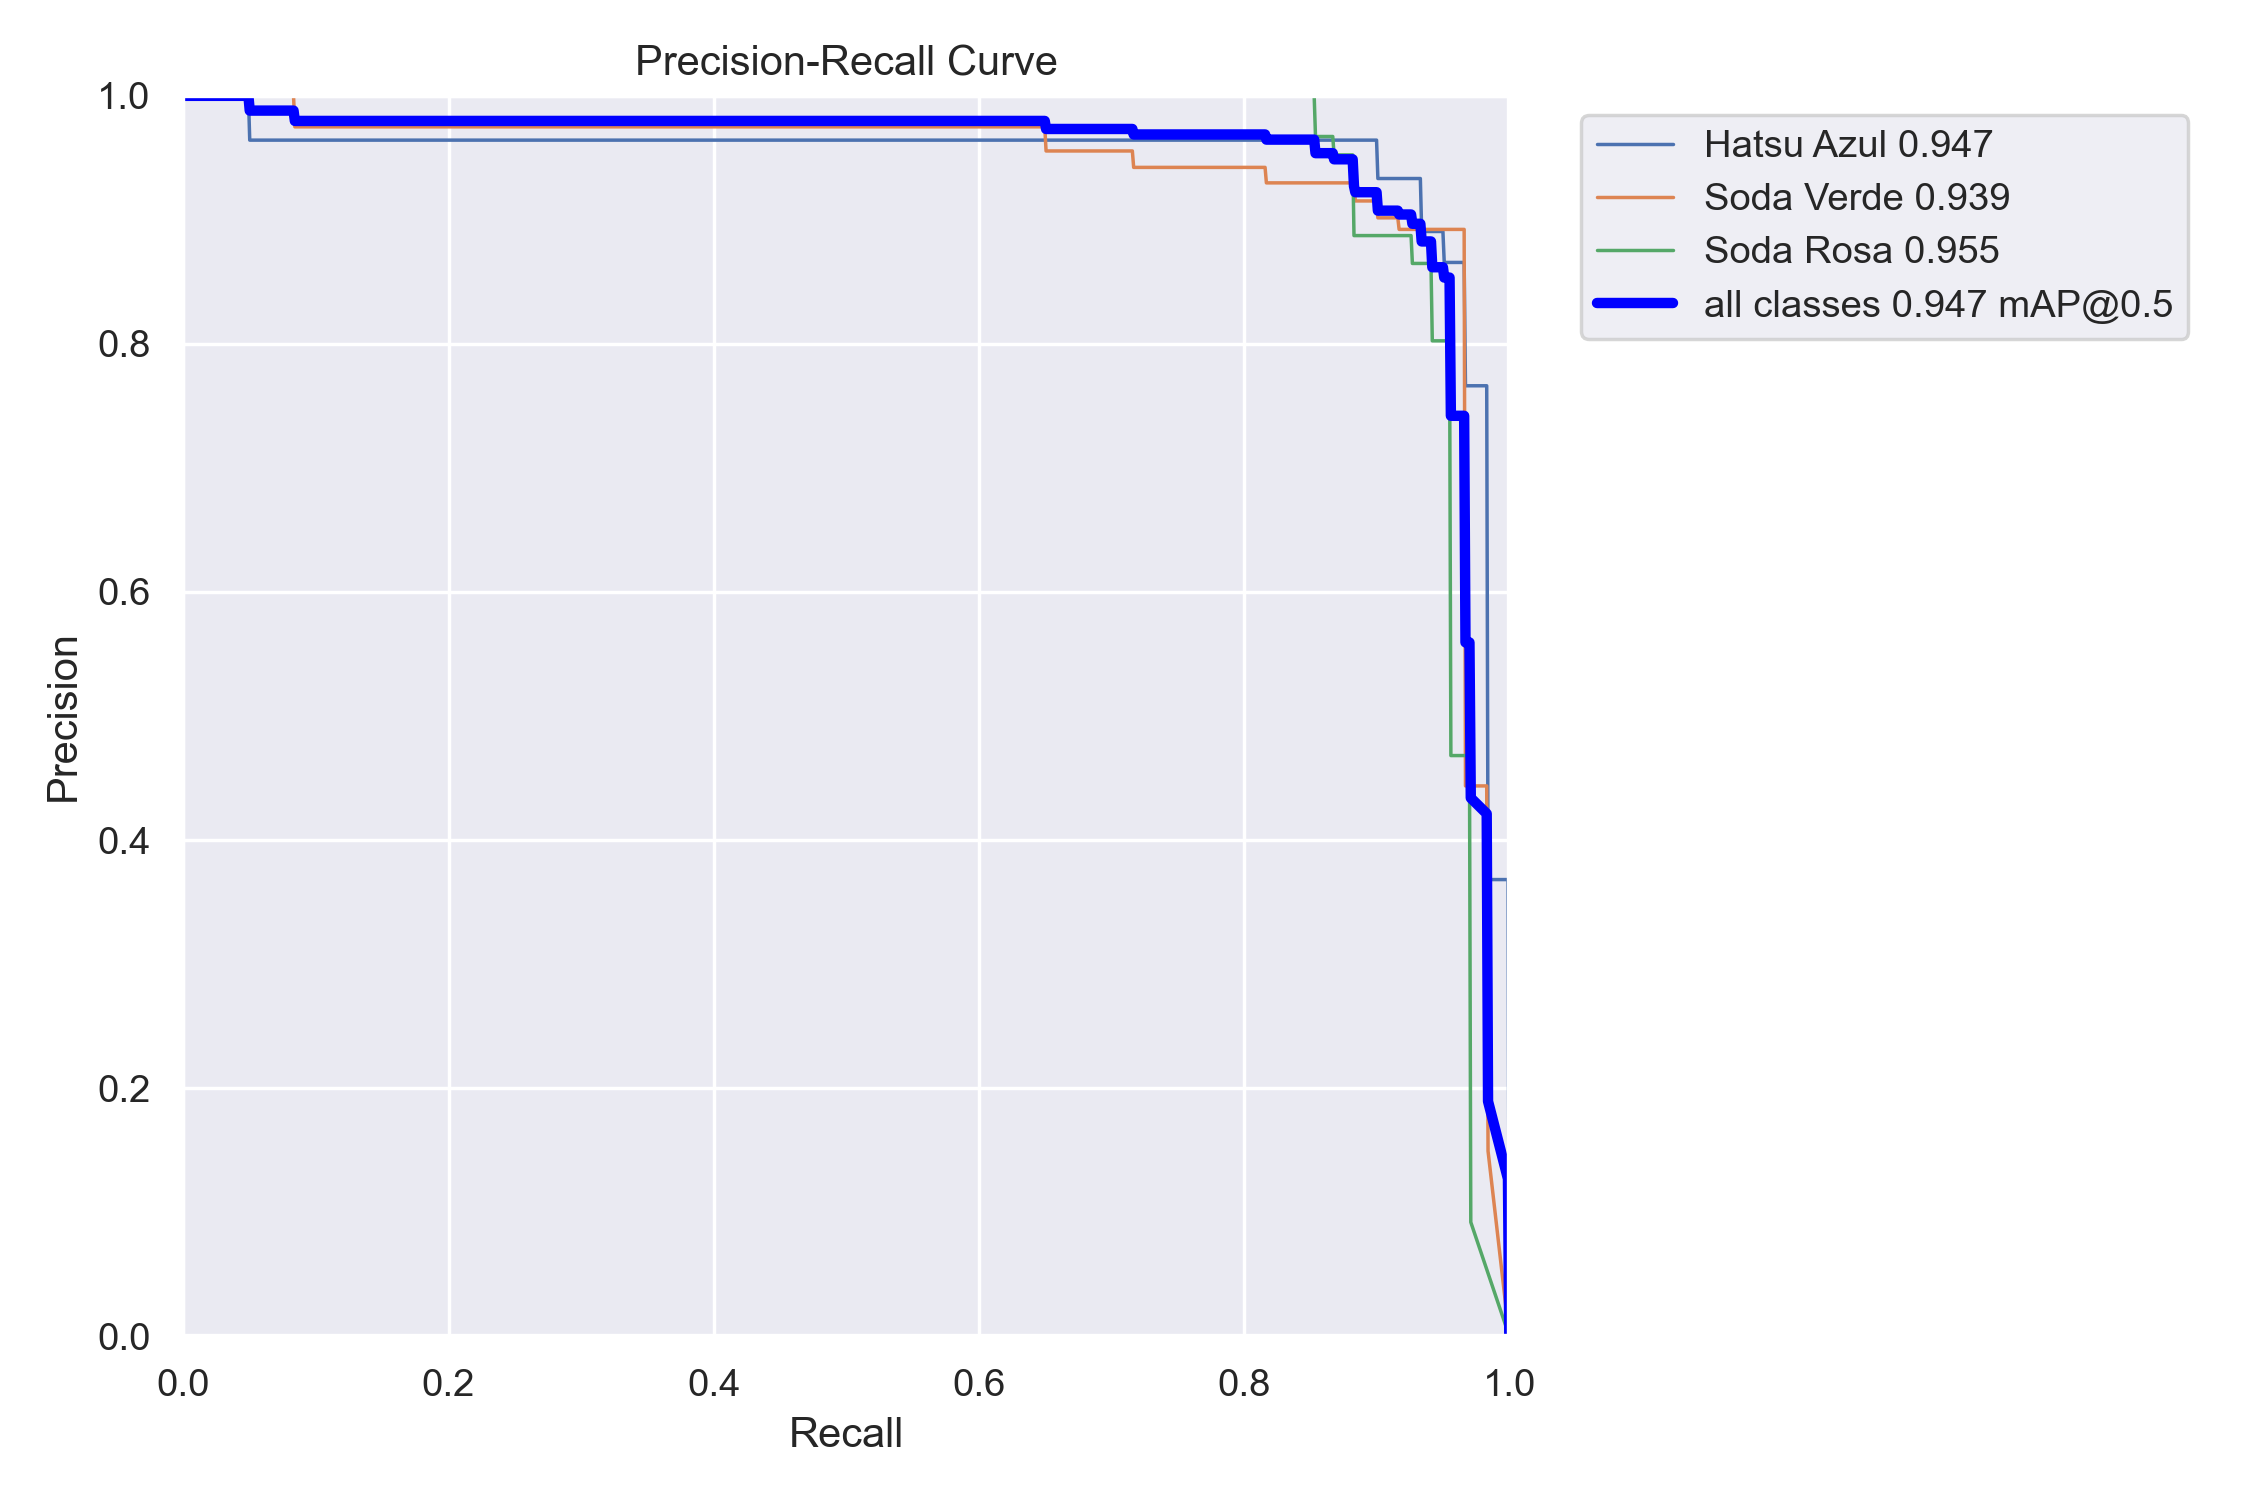 Precision-Recall Curve
1.0
0.8
0.6
0.4
0.2
0.0
Precision
0.0 0.2 0.4 0.6 0.8 1.0
Recall
Hatsu Azul 0.947
Soda Verde 0.939
Soda Rosa 0.955
all classes 0.947 mAP@0.5